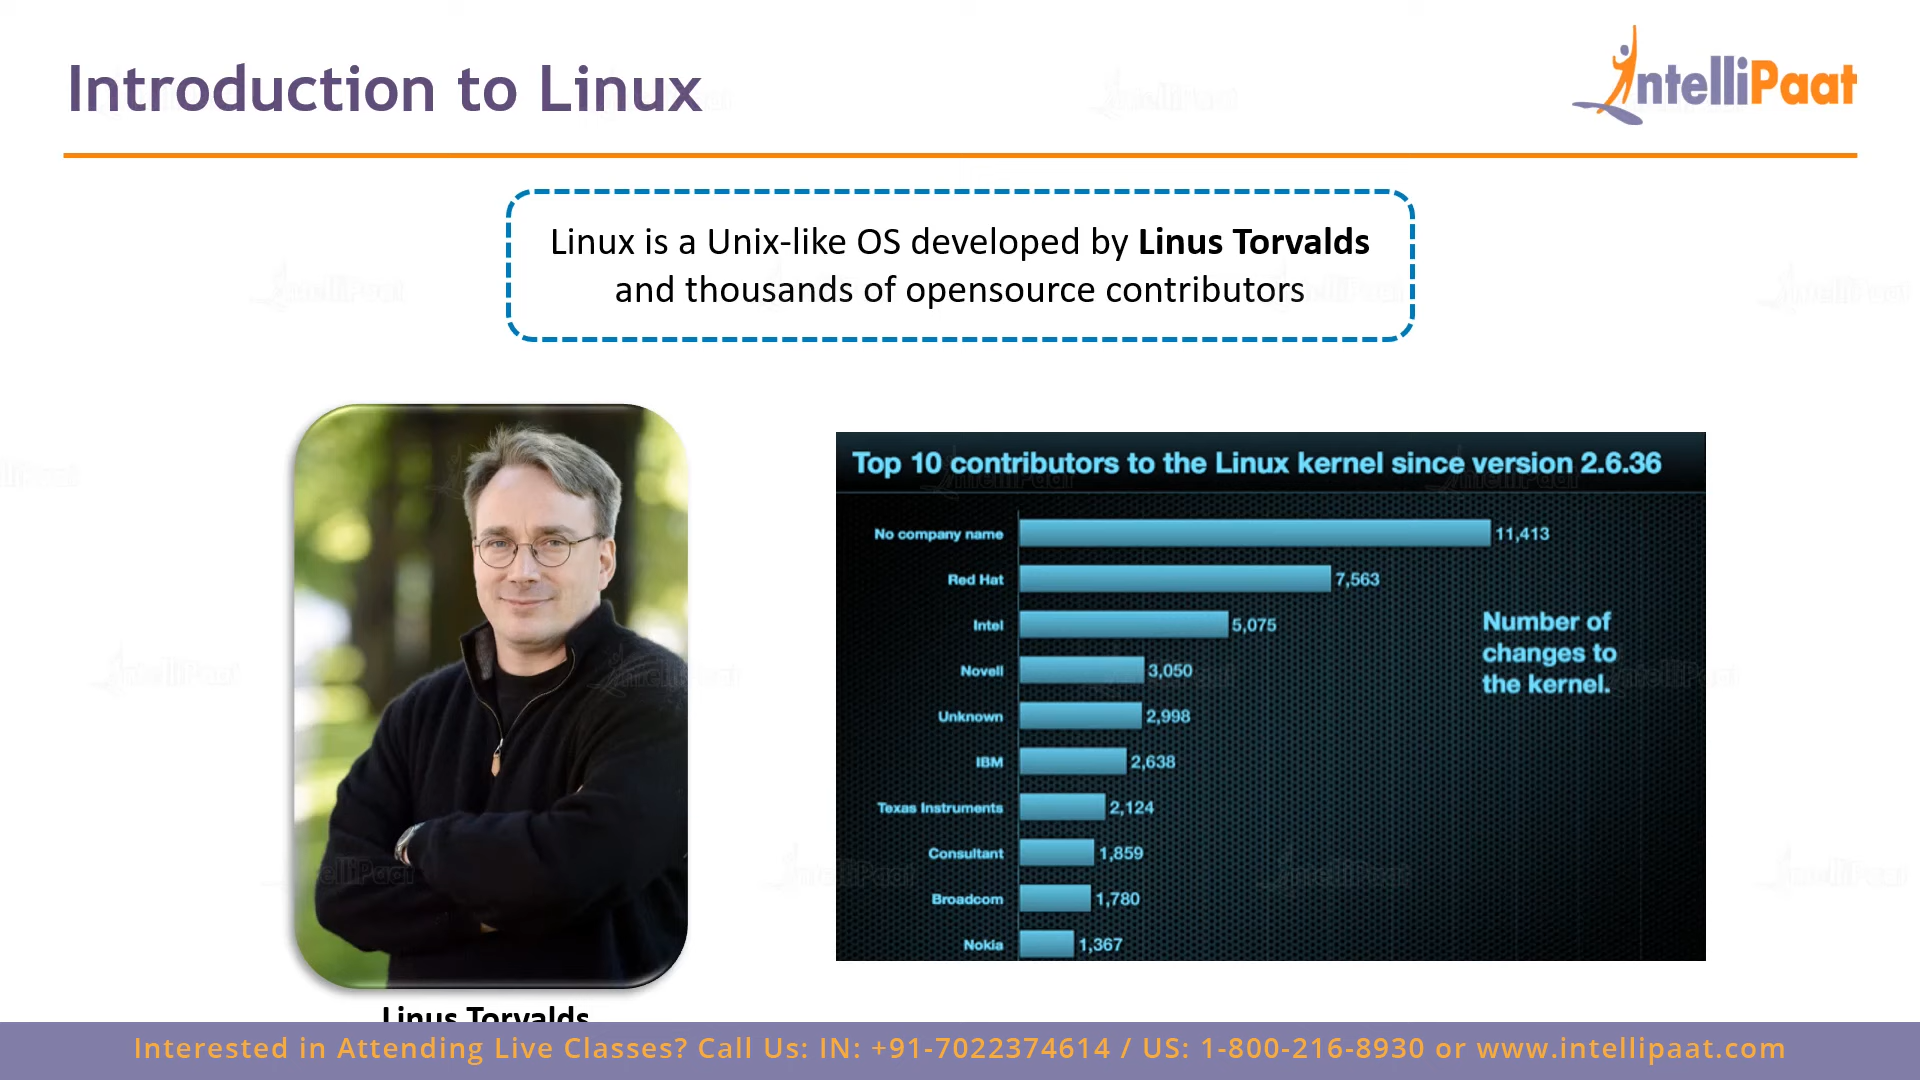 Introduction to Linux
IntelliPaat
Linux is a Unix-like OS developed by Linus Torvalds
and thousands of opensource contributors
Top 10 contributors to the Linux kernel since version 2.6.36
No company name 11,413
Red Hat 7,563
Intel 5,075
Number of
changes to
the kernel.
Novell 3,050
Unknown 2,998
IBM 2,638
Texas Instruments 2,124
Consultant 1,859
Broadcom 1,780
Nokia 1,367
Linus Torvalds
Interested in Attending Live Classes? Call Us: IN: +91-7022374614 / US: 1-800-216-8930 or www.intellipaat.com